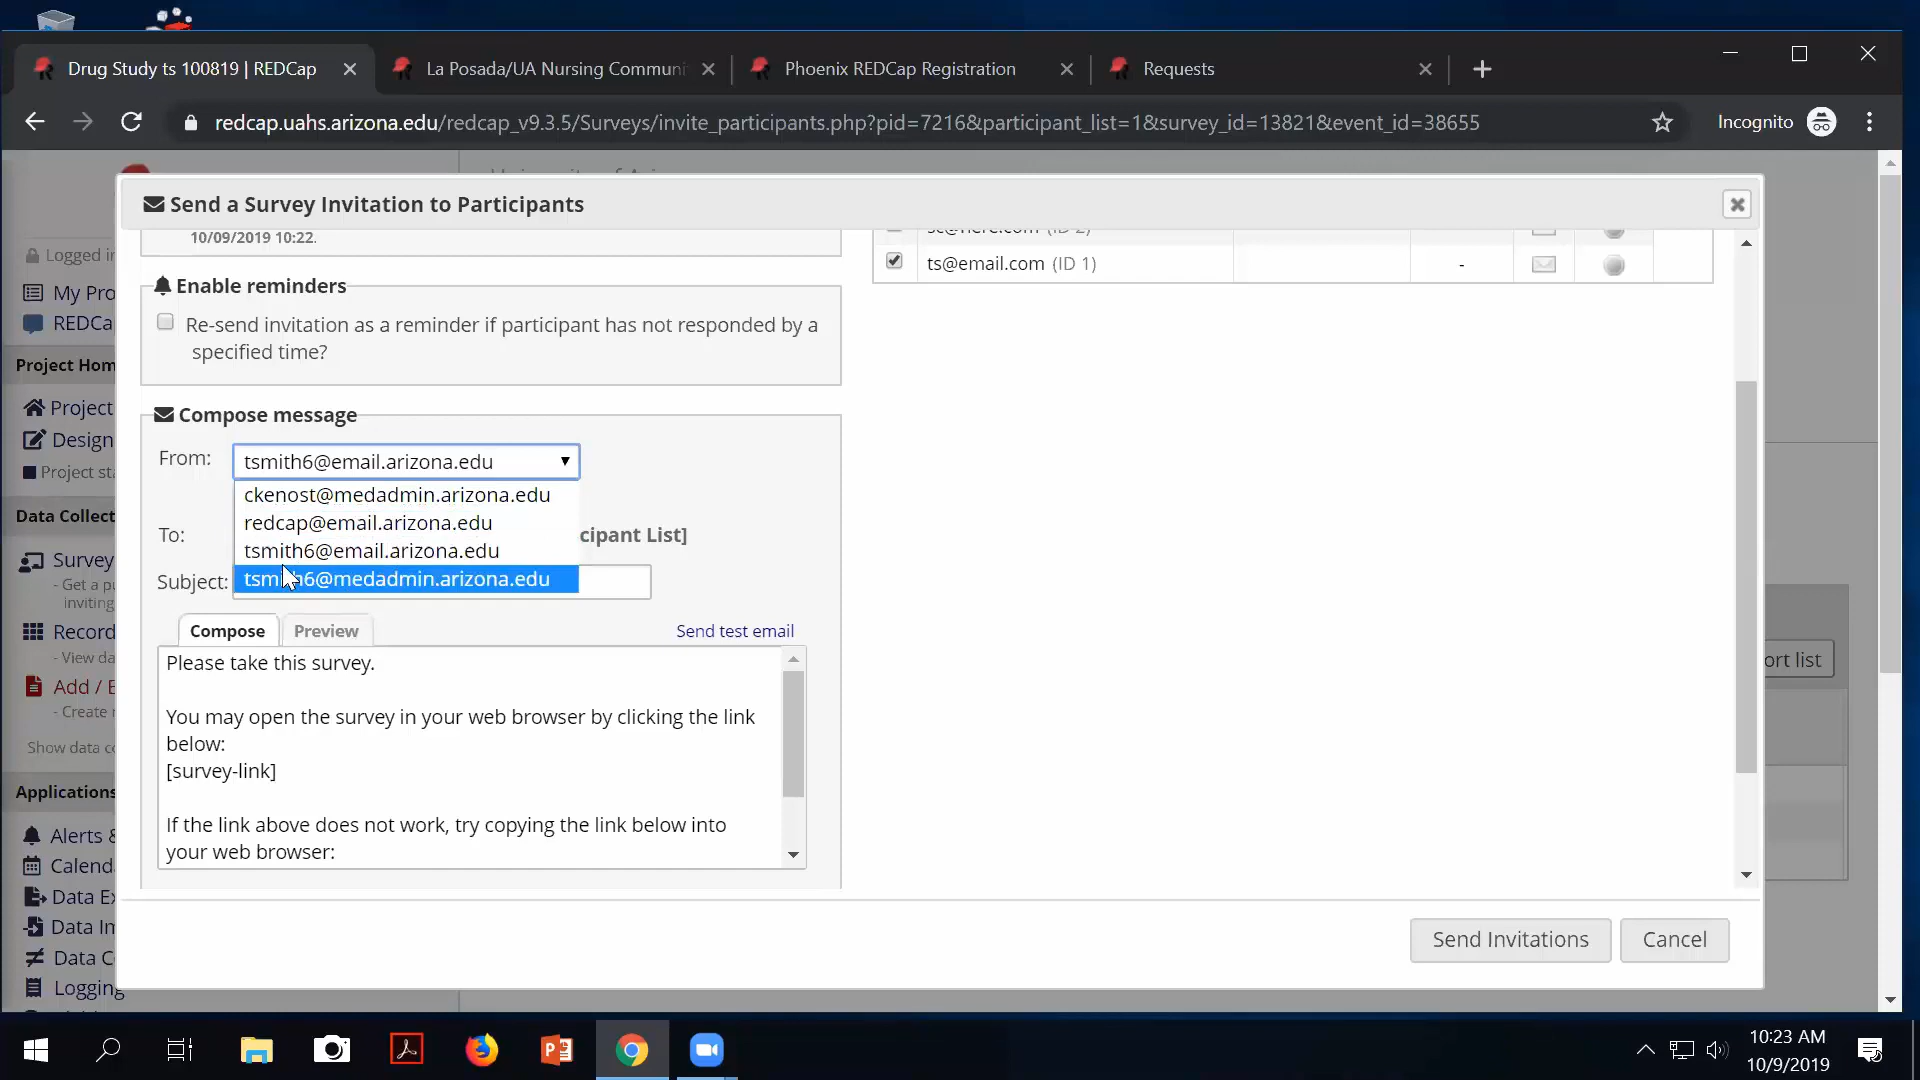 Drug Study ts 100819 | REDCap
La Posada/UA Nursing Communi
Phoenix REDCap Registration
Requests
redcap.uahs.arizona.edu/redcap_v9.3.5/Surveys/invite_participants.php?pid=7216&participant_list=1&survey_id=13821&event_id=38655
Incognito
Send a Survey Invitation to Participants
10/09/2019 10:22.
ts@email.com (ID 1)
-
Enable reminders
Re-send invitation as a reminder if participant has not responded by a
specified time?
Compose message
From:
tsmith6@email.arizona.edu
ckenost@medadmin.arizona.edu
redcap@email.arizona.edu
tsmith6@email.arizona.edu
tsmith6@medadmin.arizona.edu
To:
cipant List]
Subject:
Compose
Preview
Send test email
Please take this survey.
You may open the survey in your web browser by clicking the link
below:
[survey-link]
If the link above does not work, try copying the link below into
your web browser:
Send Invitations
Cancel
Logged in
My Pro
REDCa
Project Hom
Project
Design
Project sta
Data Collect
Survey
- Get a pu
inviting
Record
- View da
Add / E
- Create n
Show data co
Applications
Alerts &
Calenda
Data Ex
Data Im
Data Co
Logging
ort list
10:23 AM
10/9/2019